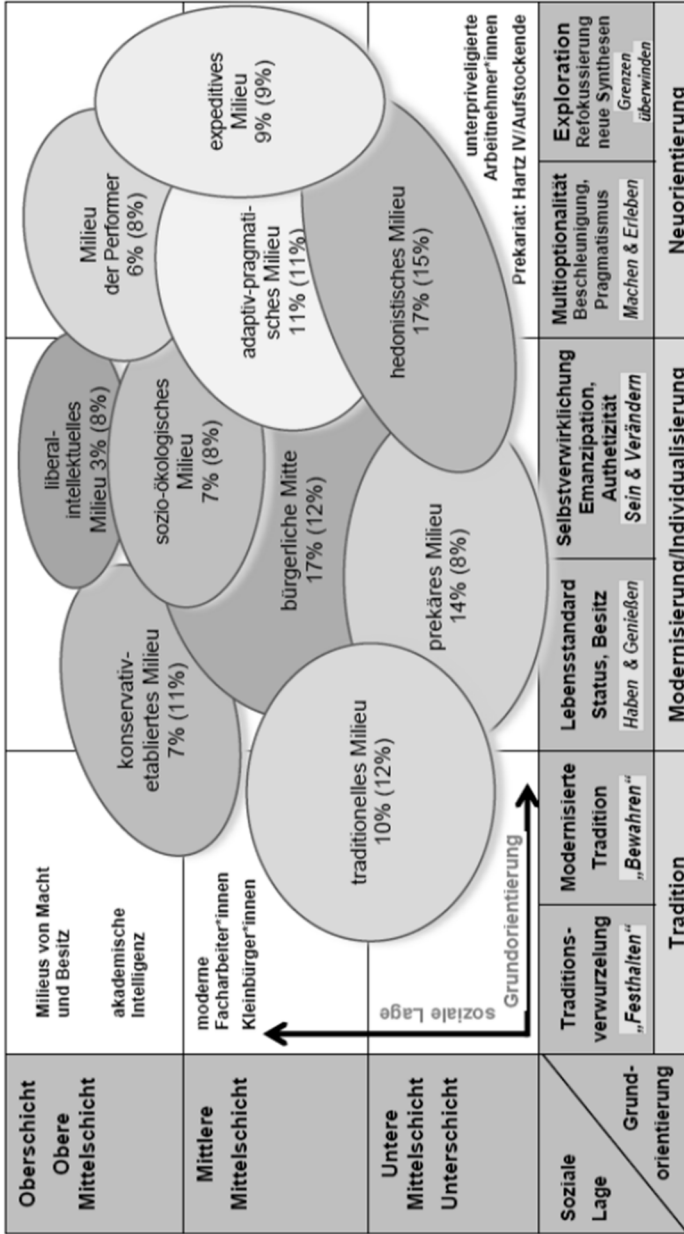 Oberschicht
Obere
Mittelschicht
Milieus von Macht
und Besitz
akademische
Intelligenz
konservativ-
etabliertes Milieu
7% (11%)
liberal-
intellektuelles
Milieu 3% (8%)
sozio-ökologisches
Milieu
7% (8%)
Milieu
der Performer
6% (8%)
expeditives
Milieu
9% (9%)
Mittlere
Mittelschicht
moderne
Facharbeiter*innen
Kleinbürger*innen
bürgerliche Mitte
17% (12%)
adaptiv-pragmati-
sches Milieu
11% (11%)
Untere
Mittelschicht
Unterschicht
soziale Lage
Grundorientierung
traditionelles Milieu
10% (12%)
prekäres Milieu
14% (8%)
hedonistisches Milieu
17% (15%)
unterpriveligierte
Arbeitnehmer*innen
Prekariat: Hartz IV/Aufstockende
Soziale
Lage
Grund-
orientierung
Traditions-
verwurzelung
„Festhalten“
Modernisierte
Tradition
„Bewahren“
Lebensstandard
Status, Besitz
Haben & Genießen
Selbstverwirklichung
Emanzipation,
Authetizität
Sein & Verändern
Multioptionalität
Beschleunigung,
Pragmatismus
Machen & Erleben
Exploration
Refokussierung
neue Synthesen
Grenzen
überwinden
Tradition
Modernisierung/Individualisierung
Neuorientierung